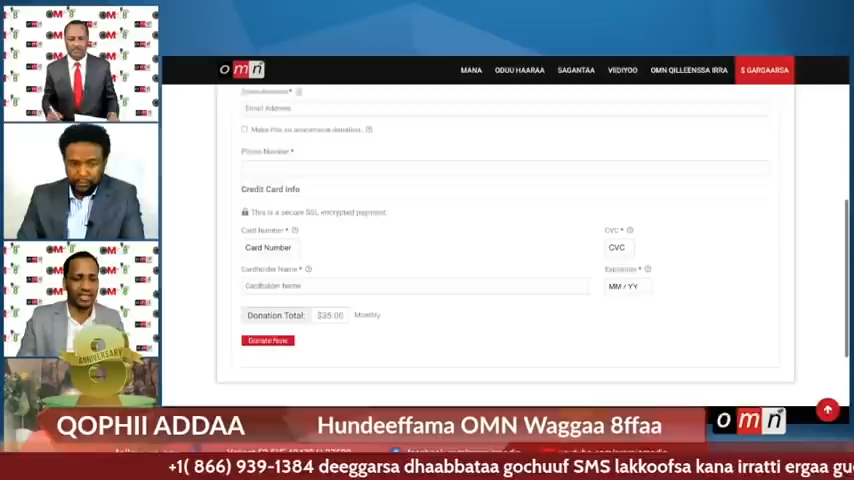 omn
MANA ODUU HAARAA SAGANTAA VIIDIYOO OMN QILLEENSSA IRRA $ GARGAARSA
Email Address
Make this an anonymous donation.
Phone Number *
Credit Card Info
This is a secure SSL encrypted payment.
Card Number * CVC *
Card Number CVC
Cardholder Name * Expiration *
Cardholder Name MM / YY
Donation Total: $35.00 Monthly
Donate Now
8
ANNIVERSARY
QOPHII ADDAA Hundeeffama OMN Waggaa 8ffaa
omn
+1( 866) 939-1384 deeggarsa dhaabbataa gochuuf SMS lakkoofsa kana irratti ergaa